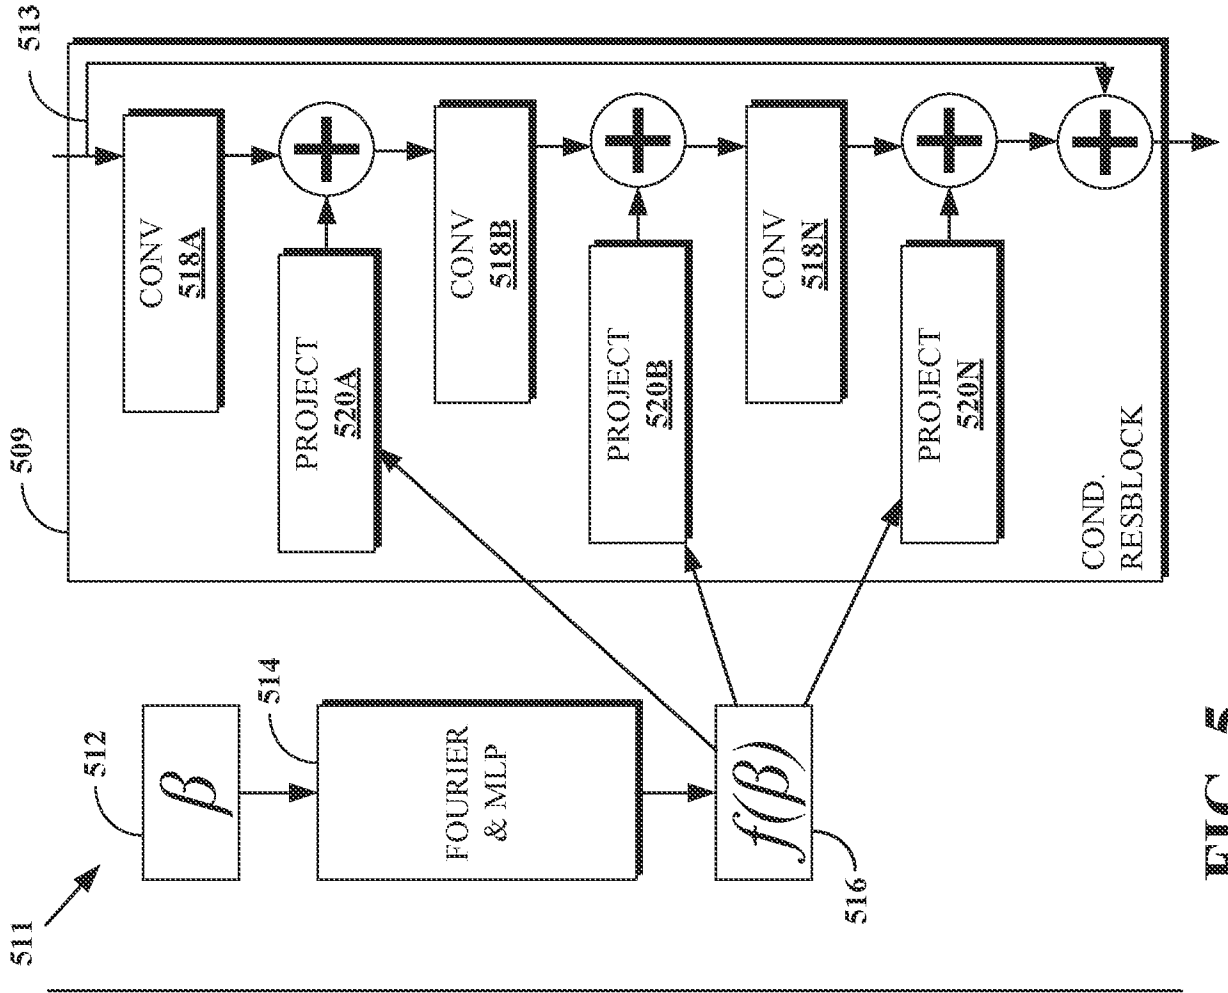 511
512
β
514
FOURIER
& MLP
f(β)
516
509
513
CONV
518A
PROJECT
520A
CONV
518B
PROJECT
520B
CONV
518N
PROJECT
520N
COND.
RESBLOCK
FIG. 5